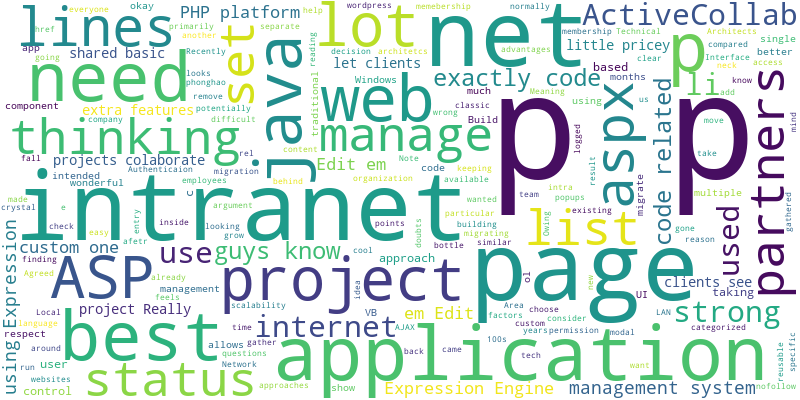 lines
PHP platform
primarily
everyone
help
wordpress
decision
architetcs
okay
another
href
Recently
shared basic
app
looks
phonghao
remove
potentially
need
set
java
lot
let clients
Windows
exactly code
web
separate
reading
traditional
much
classic
Build
net
normally
Technical
clear
advantages
membership
Architects
Interface
neck
compared
little pricey
based
months
us
using
Meaning
memebership
ActiveCollab
single
better
access
know
add
p
li
component
extra features
company
difficult
thinking
projects colaborate
fall
rel
migration
Authenticaion
intended
wonderful
manage
Edit em
wrong
Note
code
content
behind
keeping
organization
available
wanted
particular
building
migrating
similar
result
logged
p
p
aspx
migrate
code related
move
take
multiple
partners
mind
gathered
reason
gone
c
employees
argument
looking
grow
crystal
e
made
check
easy
entry
inside
intranet
use
guys know
approach
doubts
bottle
cool
idea
points
team
intra
popups
existing
Owing
list
used
custom one
using Expression
finding
Agreed
already
management
feels
ASP
project Really
scalability
project
VB
AJAX
em Edit
page
ol
new
UI
LAN
clients see
taking
strong
Area
factors
choose
consider
custom
Local
language
respect
around
user
run
websites
control
best
allows
afetr
time
questions
Network
approaches
internet
gather
show
back
came
tech
100s
years
permission
modal
want
categorized
reusable
specific
nofollow
status
application
Expression Engine
management system